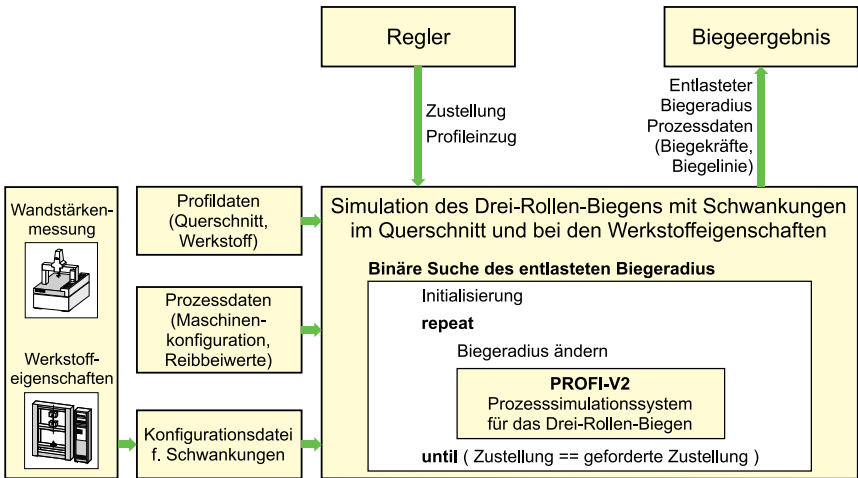 Regler
Biegeergebnis
Zustellung
Profileinzug
Entlasteter
Biegeradius
Prozessdaten
(Biegekräfte,
Biegelinie)
Wandstärken-
messung
Werkstoff-
eigenschaften
Profildaten
(Querschnitt,
Werkstoff)
Prozessdaten
(Maschinen-
konfiguration,
Reibbeiwerte)
Konfigurationsdatei
f. Schwankungen
Simulation des Drei-Rollen-Biegens mit Schwankungen
im Querschnitt und bei den Werkstoffeigenschaften
Binäre Suche des entlasteten Biegeradius
Initialisierung
repeat
Biegeradius ändern
PROFI-V2
Prozesssimulationssystem
für das Drei-Rollen-Biegen
until ( Zustellung == geforderte Zustellung )